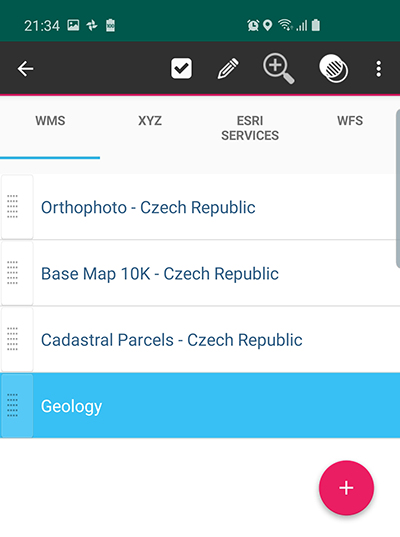 21:34
WMS
XYZ
ESRI
SERVICES
WFS
Orthophoto - Czech Republic
Base Map 10K - Czech Republic
Cadastral Parcels - Czech Republic
Geology